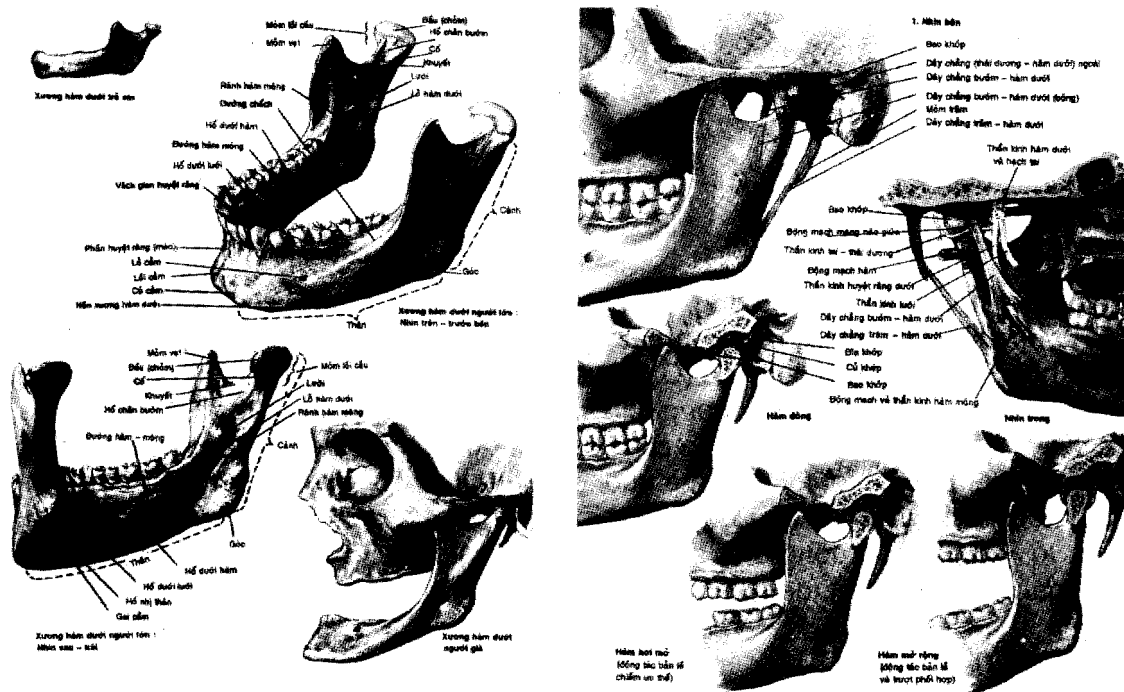 Xương hàm dưới trẻ em
Mỏm lồi cầu
Mỏm vẹt
Đầu (chỏm)
Hố chân bướm
Cổ
Khuyết
Lưỡi
Lỗ hàm dưới
Rãnh hàm móng
Đường chếch
Hố dưới hàm
Đường hàm móng
Hố dưới lưỡi
Vách gian huyệt răng
Phần huyệt răng (mào)
Lỗ cằm
Lồi cằm
Củ cằm
Nền xương hàm dưới
Thân
Góc
Cành
Xương hàm dưới người lớn :
Nhìn trên – trước bên
Mỏm vẹt
Đầu (chỏm)
Cổ
Khuyết
Hố chân bướm
Đường hàm – móng
Mỏm lồi cầu
Lưỡi
Lỗ hàm dưới
Rãnh hàm móng
Cành
Góc
Thân
Hố dưới hàm
Hố dưới lưỡi
Hố nhị thân
Gai cằm
Xương hàm dưới người lớn :
Nhìn sau – trái
Xương hàm dưới
người già
1. Nhìn bên
Bao khớp
Dây chằng (thái dương – hàm dưới) ngoài
Dây chằng bướm – hàm dưới
Dây chằng bướm – hàm dưới (bóng)
Mỏm trâm
Dây chằng trâm – hàm dưới
Thần kinh hàm dưới
và hạch tai
Bao khớp
Động mạch màng não giữa
Thần kinh tai – thái dương
Động mạch hàm
Thần kinh huyệt răng dưới
Thần kinh lưỡi
Dây chằng bướm – hàm dưới
Dây chằng trâm – hàm dưới
Động mạch và thần kinh hàm móng
Nhìn trong
Đĩa khớp
Củ khớp
Bao khớp
Hàm đóng
Hàm hơi mở
(động tác bản lề
chiếm ưu thế)
Hàm mở rộng
(động tác bản lề
và trượt phối hợp)